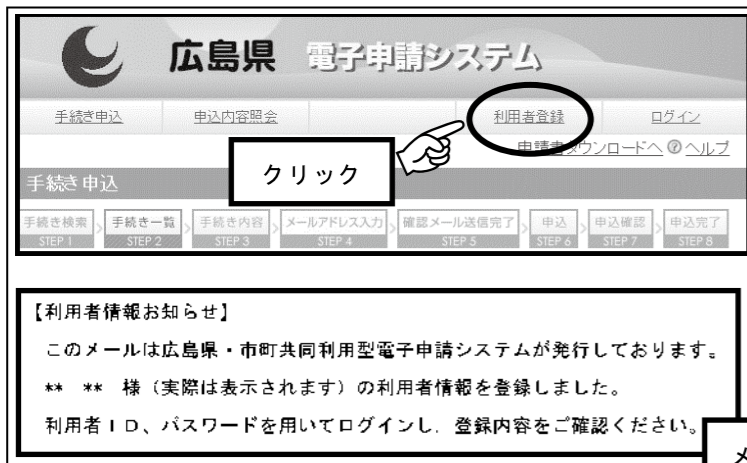 広島県 電子申請システム
手続き申込 申込内容照会 利用者登録 ログイン
申請書ダウンロードへ ? ヘルプ
クリック
手続き申込
手続き検索 手続き一覧 手続き内容 メールアドレス入力 確認メール送信完了 申込 申込確認 申込完了
STEP 1 STEP 2 STEP 3 STEP 4 STEP 5 STEP 6 STEP 7 STEP 8
【利用者情報お知らせ】
このメールは広島県・市町共同利用型電子申請システムが発行しております。
** ** 様（実際は表示されます）の利用者情報を登録しました。
利用者ＩＤ、パスワードを用いてログインし，登録内容をご確認ください。